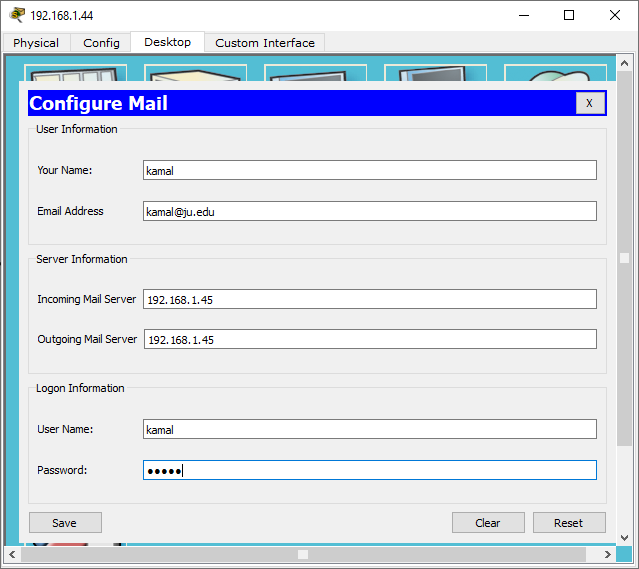 192.168.1.44
Physical Config Desktop Custom Interface
Configure Mail X
User Information
Your Name: kamal
Email Address kamal@ju.edu
Server Information
Incoming Mail Server 192.168.1.45
Outgoing Mail Server 192.168.1.45
Logon Information
User Name: kamal
Password: •••••
Save Clear Reset